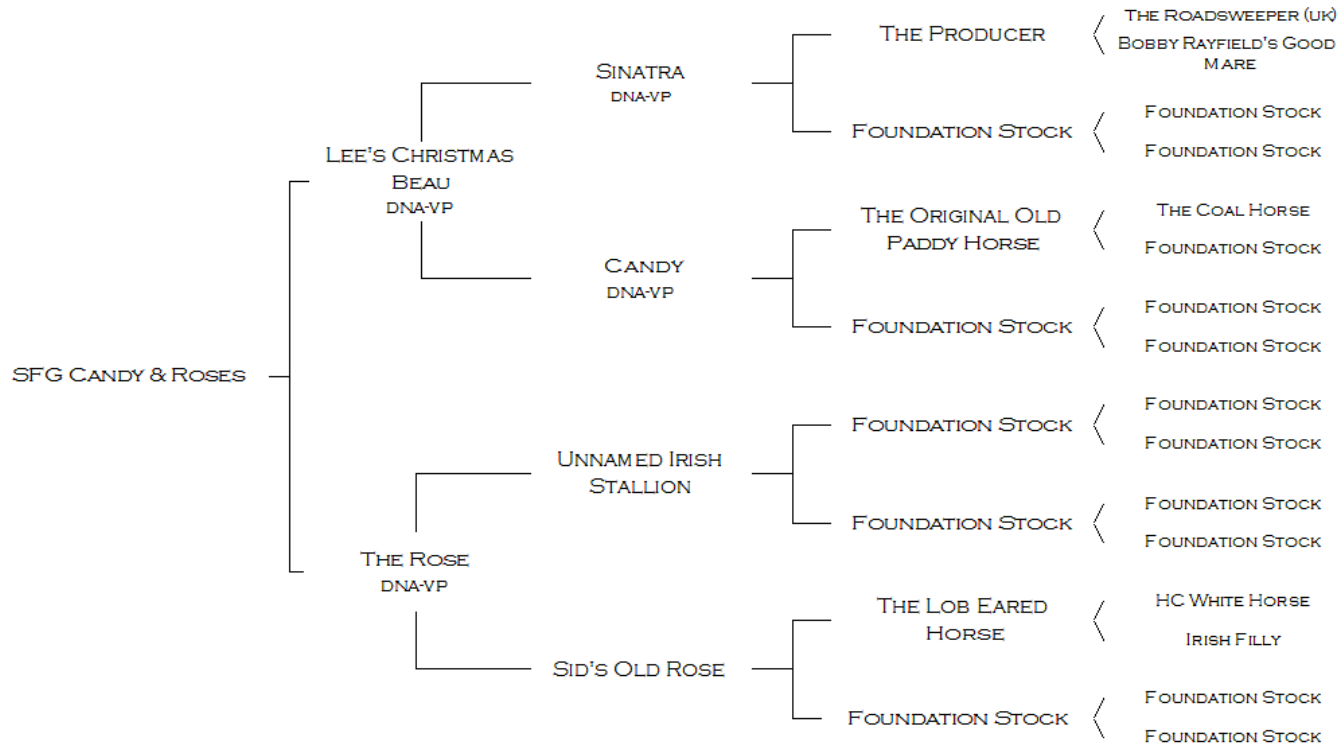 The Roadsweeper (UK)
Bobby Rayfield's Good
Mare
The Producer
Sinatra
DNA-VP
Foundation Stock
Foundation Stock
Foundation Stock
Lee's Christmas
Beau
DNA-VP
The Original Old
Paddy Horse
The Coal Horse
Foundation Stock
Candy
DNA-VP
Foundation Stock
Foundation Stock
Foundation Stock
SFG Candy & Roses
Foundation Stock
Foundation Stock
Foundation Stock
Unnamed Irish
Stallion
Foundation Stock
Foundation Stock
Foundation Stock
The Rose
DNA-VP
The Lob Eared
Horse
HC White Horse
Irish Filly
Sid's Old Rose
Foundation Stock
Foundation Stock
Foundation Stock